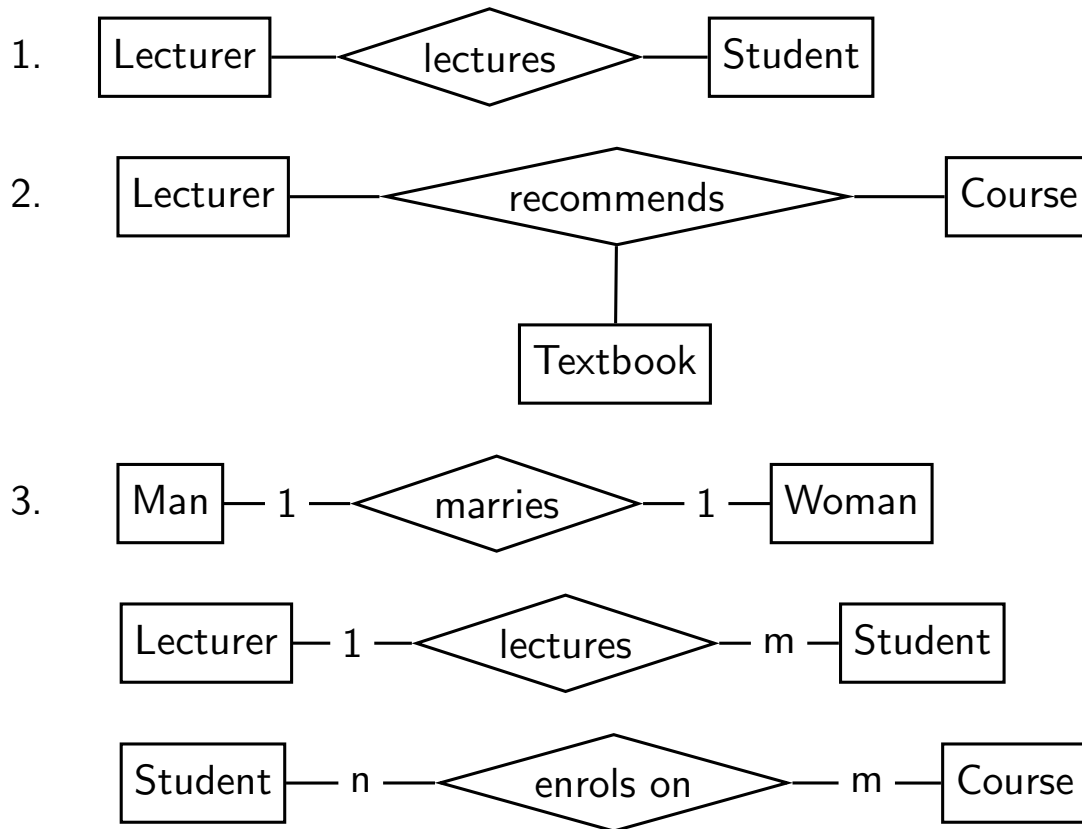 1. Lecturer lectures Student
2. Lecturer recommends Course
Textbook
3. Man 1 marries 1 Woman
Lecturer 1 lectures m Student
Student n enrols on m Course